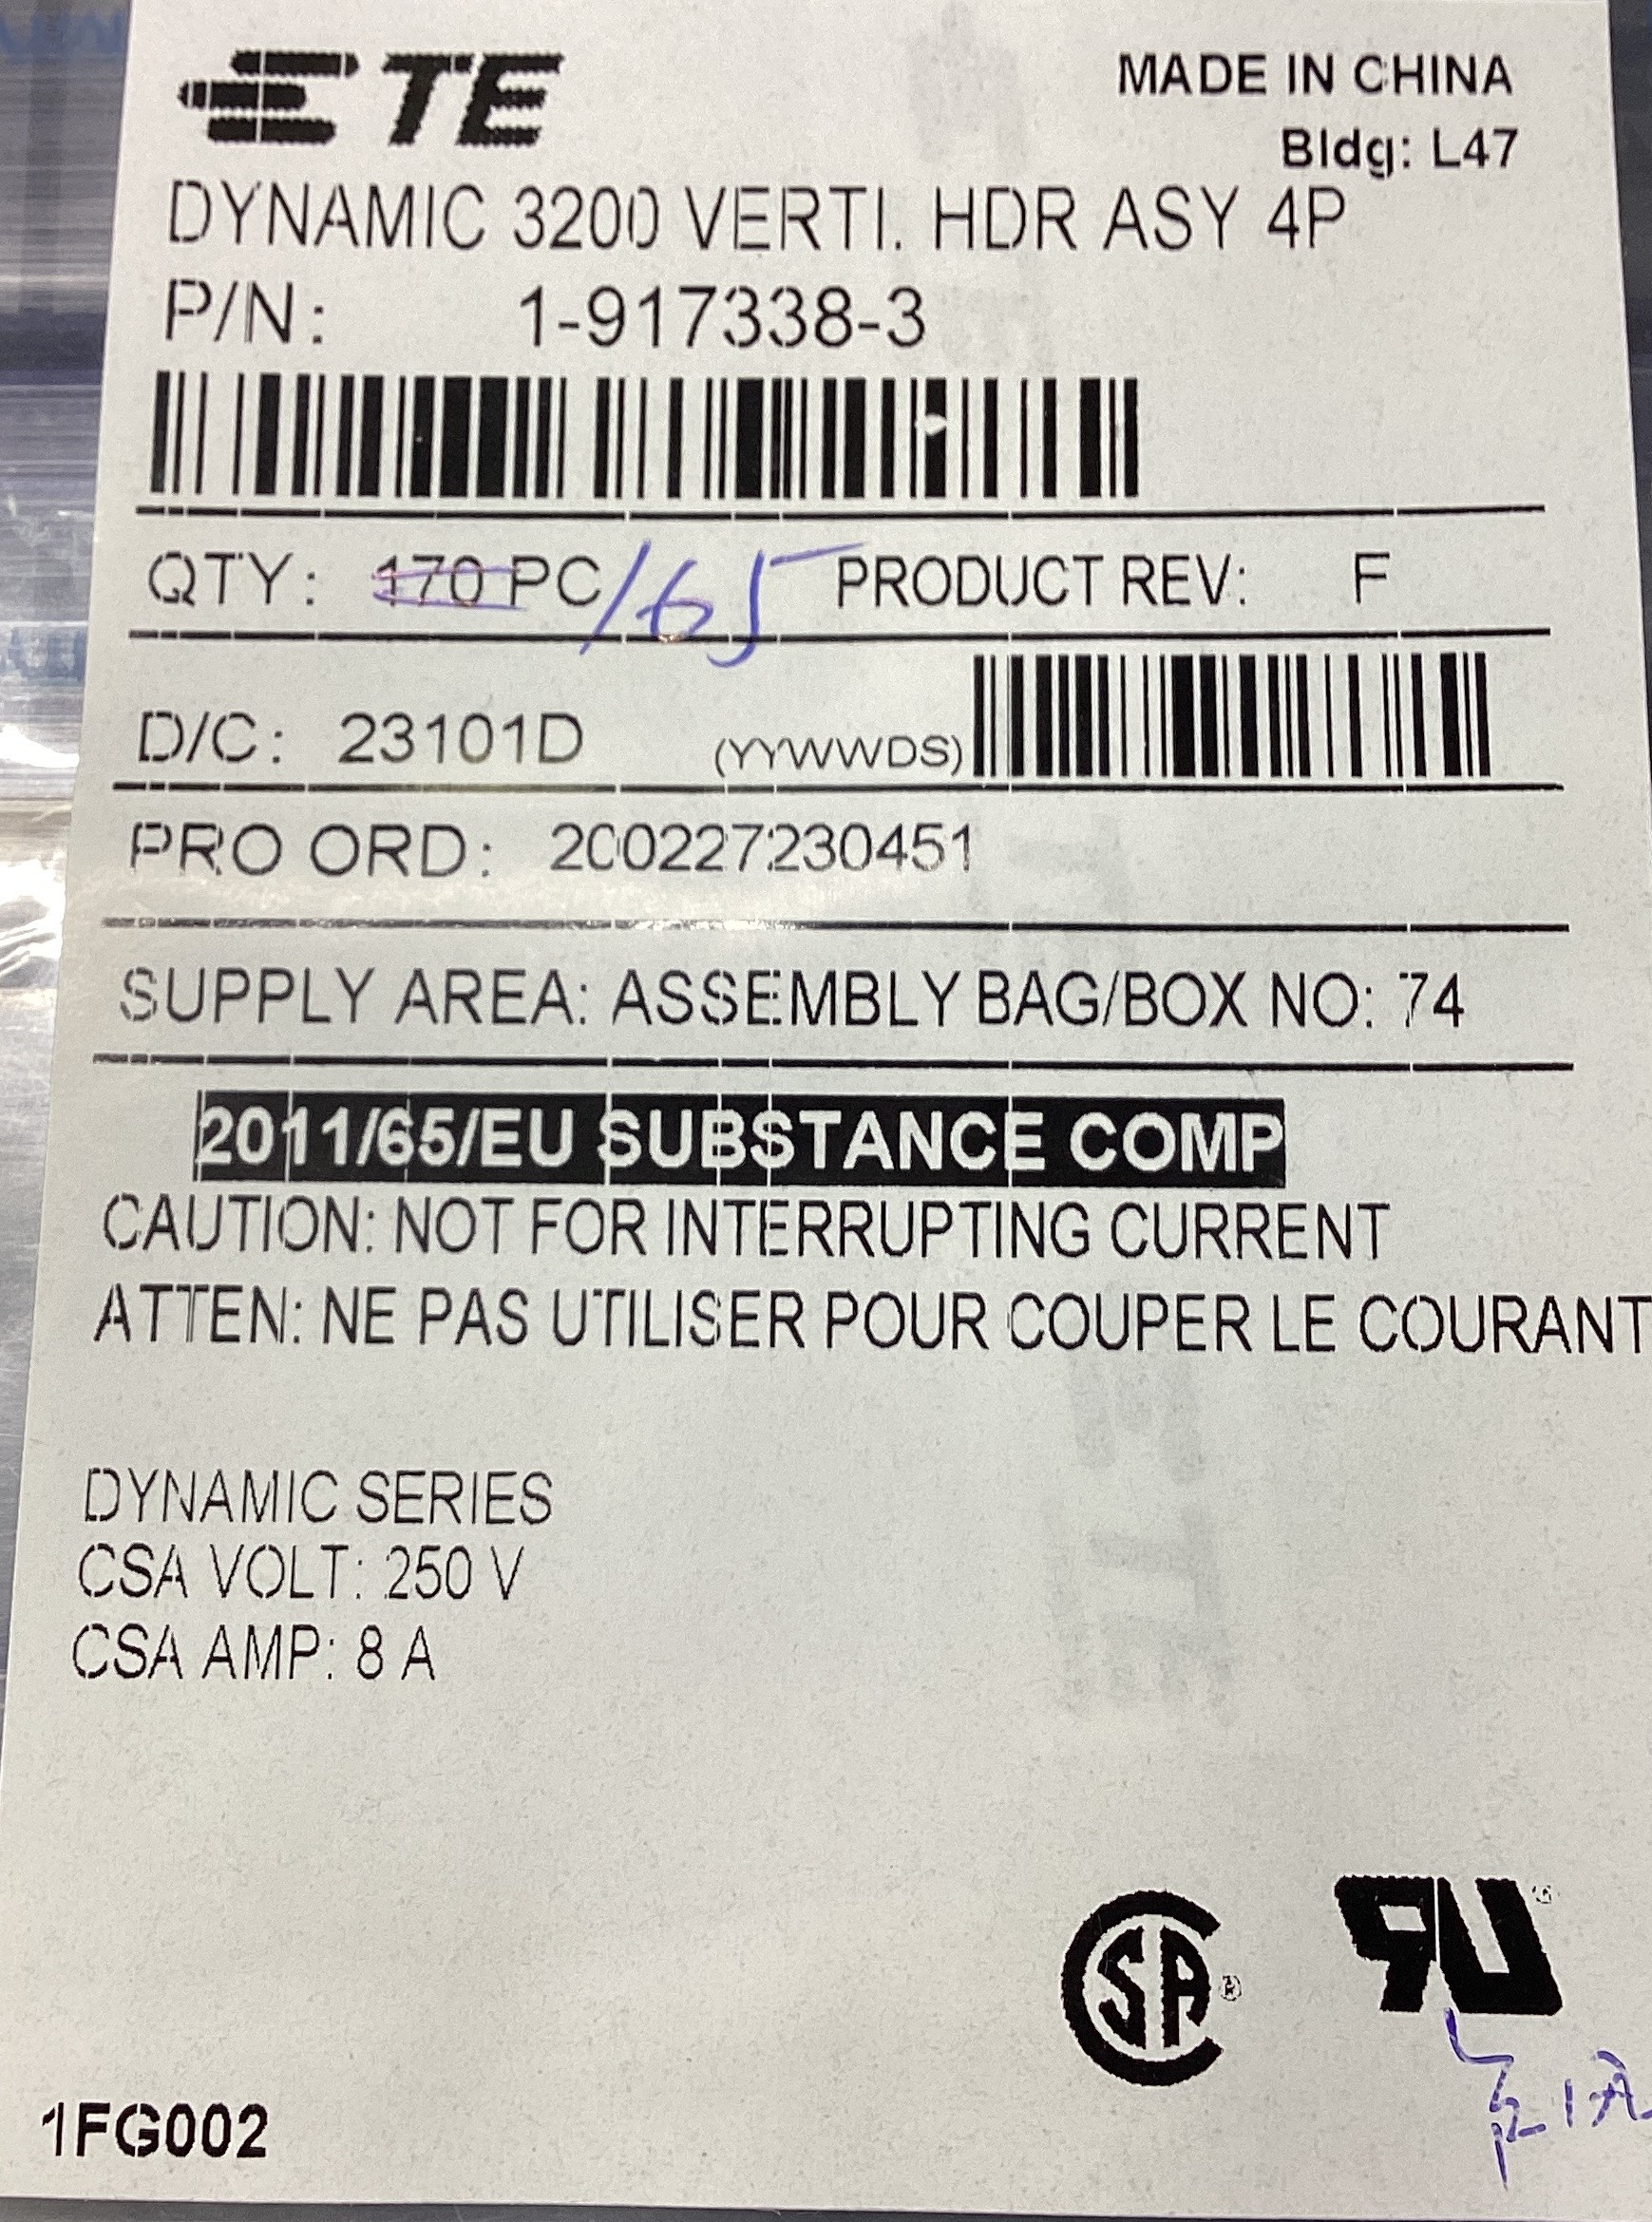 TE
MADE IN CHINA
Bldg: L47
DYNAMIC 3200 VERTI. HDR ASY 4P
P/N: 1-917338-3
QTY: 170 PC/65 PRODUCT REV: F
D/C: 23101D (YYWWDS)
PRO ORD: 200227230451
SUPPLY AREA: ASSEMBLY BAG/BOX NO: 74
2011/65/EU SUBSTANCE COMP
CAUTION: NOT FOR INTERRUPTING CURRENT
ATTEN: NE PAS UTILISER POUR COUPER LE COURANT
DYNAMIC SERIES
CSA VOLT: 250 V
CSA AMP: 8 A
CSA ®
RU
1FG002